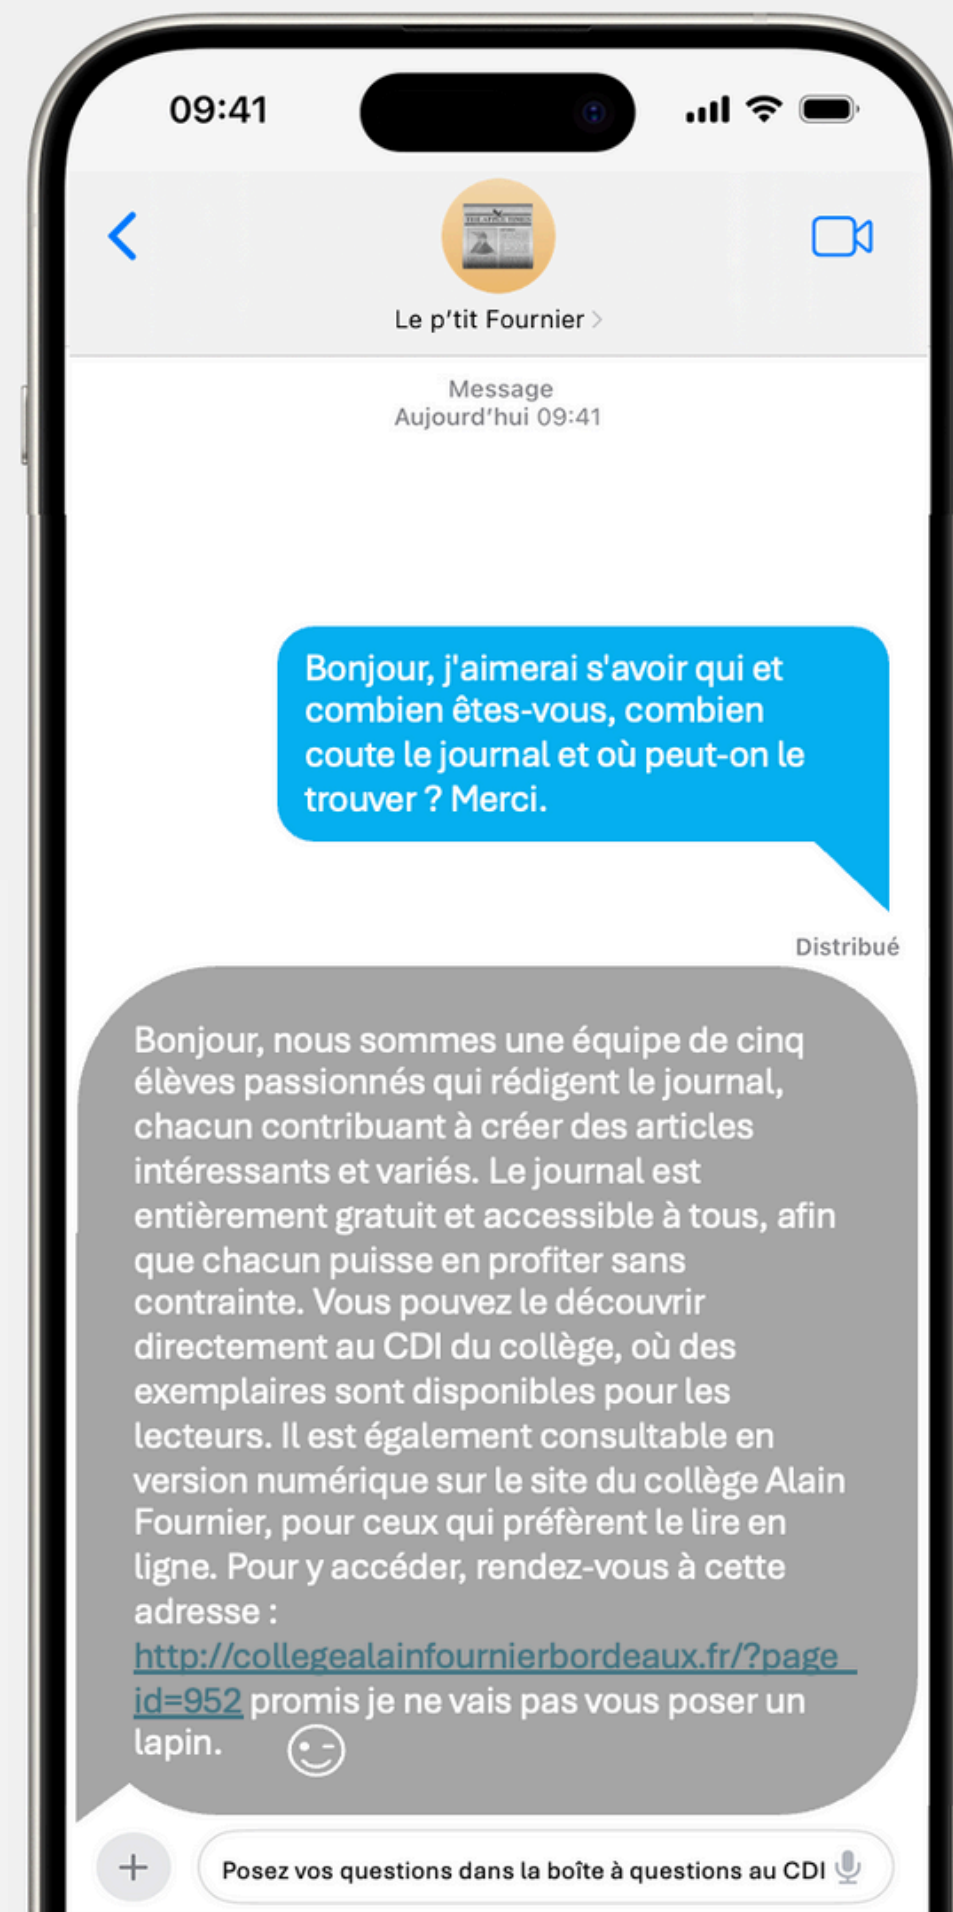 09:41
THE APPLE TIMES
Le p'tit Fournier
Message
Aujourd'hui 09:41
Bonjour, j'aimerai s'avoir qui et
combien êtes-vous, combien
coute le journal et où peut-on le
trouver ? Merci.
Distribué
Bonjour, nous sommes une équipe de cinq
élèves passionnés qui rédigent le journal,
chacun contribuant à créer des articles
intéressants et variés. Le journal est
entièrement gratuit et accessible à tous, afin
que chacun puisse en profiter sans
contrainte. Vous pouvez le découvrir
directement au CDI du collège, où des
exemplaires sont disponibles pour les
lecteurs. Il est également consultable en
version numérique sur le site du collège Alain
Fournier, pour ceux qui préfèrent le lire en
ligne. Pour y accéder, rendez-vous à cette
adresse :
http://collegealainfournierbordeaux.fr/?page_
id=952 promis je ne vais pas vous poser un
lapin.
Posez vos questions dans la boîte à questions au CDI